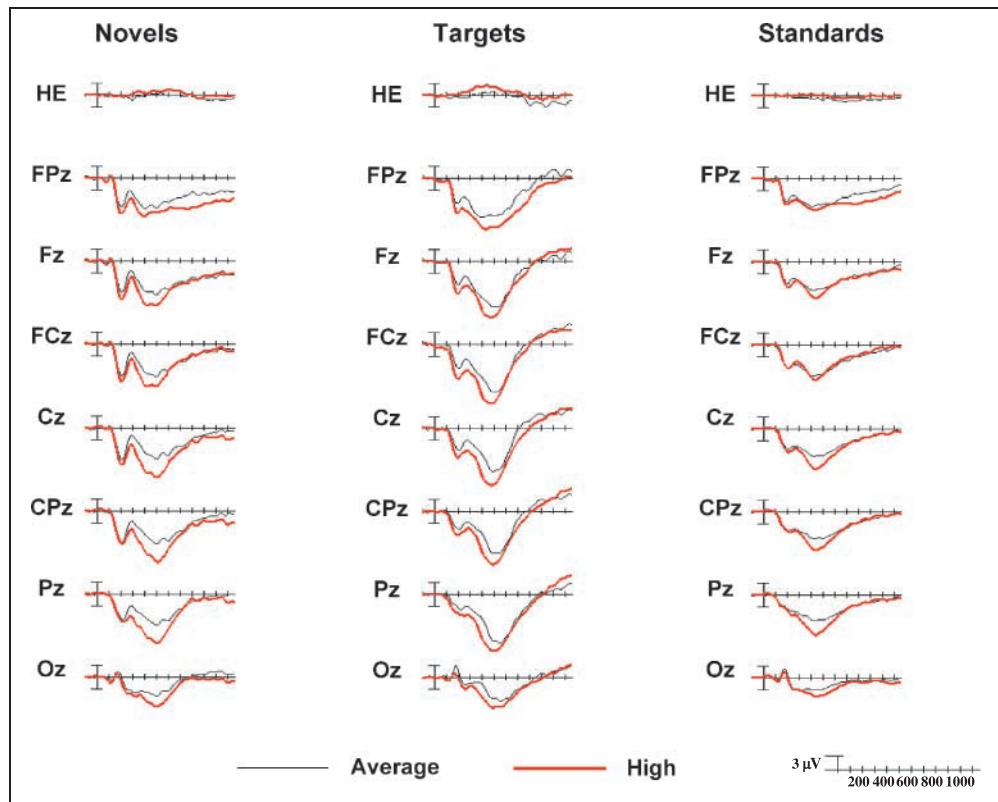 Novels Targets Standards
HE HE HE
FPz FPz FPz
Fz Fz Fz
FCz FCz FCz
Cz Cz Cz
CPz CPz CPz
Pz Pz Pz
Oz Oz Oz
Average High 3 µV
200 400 600 800 1000